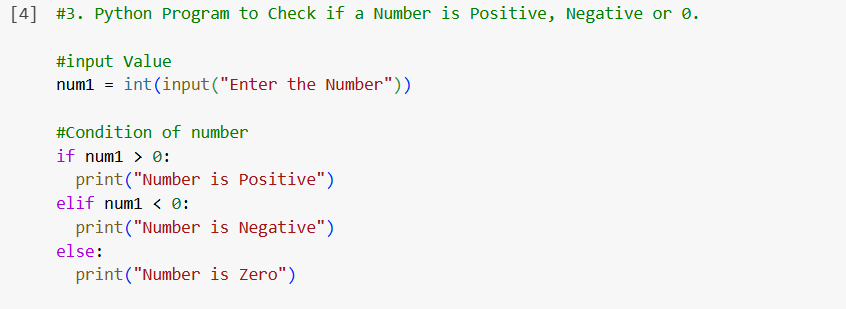 [4] #3. Python Program to Check if a Number is Positive, Negative or 0.
#input Value
num1 = int(input("Enter the Number"))
#Condition of number
if num1 > 0:
  print("Number is Positive")
elif num1 < 0:
  print("Number is Negative")
else:
  print("Number is Zero")